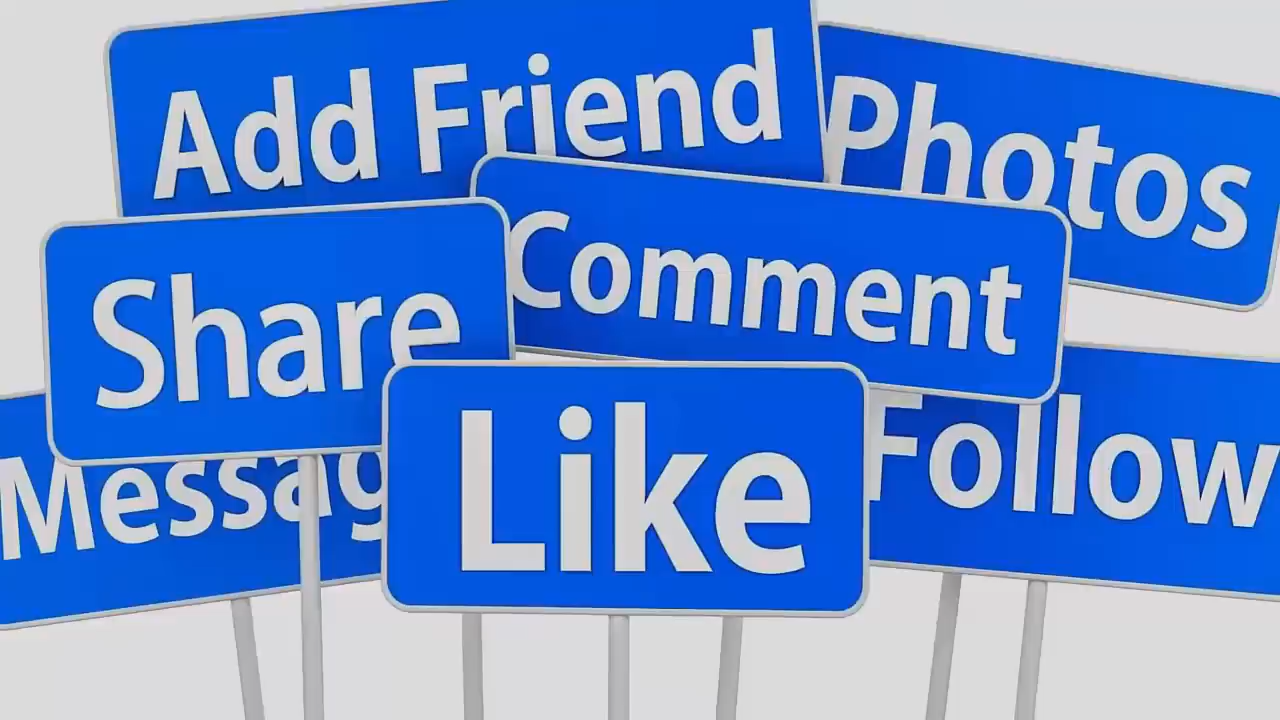 Add Friend
Photos
Comment
Share
Messag
Follow
Like